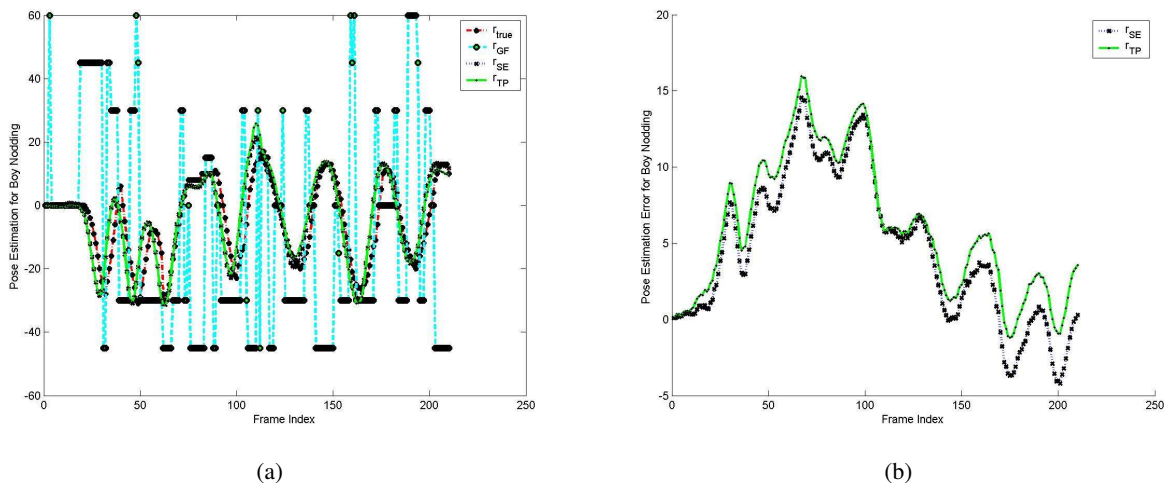 60
40
20
0
-20
-40
-60
Pose Estimation for Boy Nodding
0 50 100 150 200 250
Frame Index
r_true
r_GF
r_SE
r_TP
(a)
20
15
10
5
0
-5
Pose Estimation Error for Boy Nodding
0 50 100 150 200 250
Frame Index
r_SE
r_TP
(b)